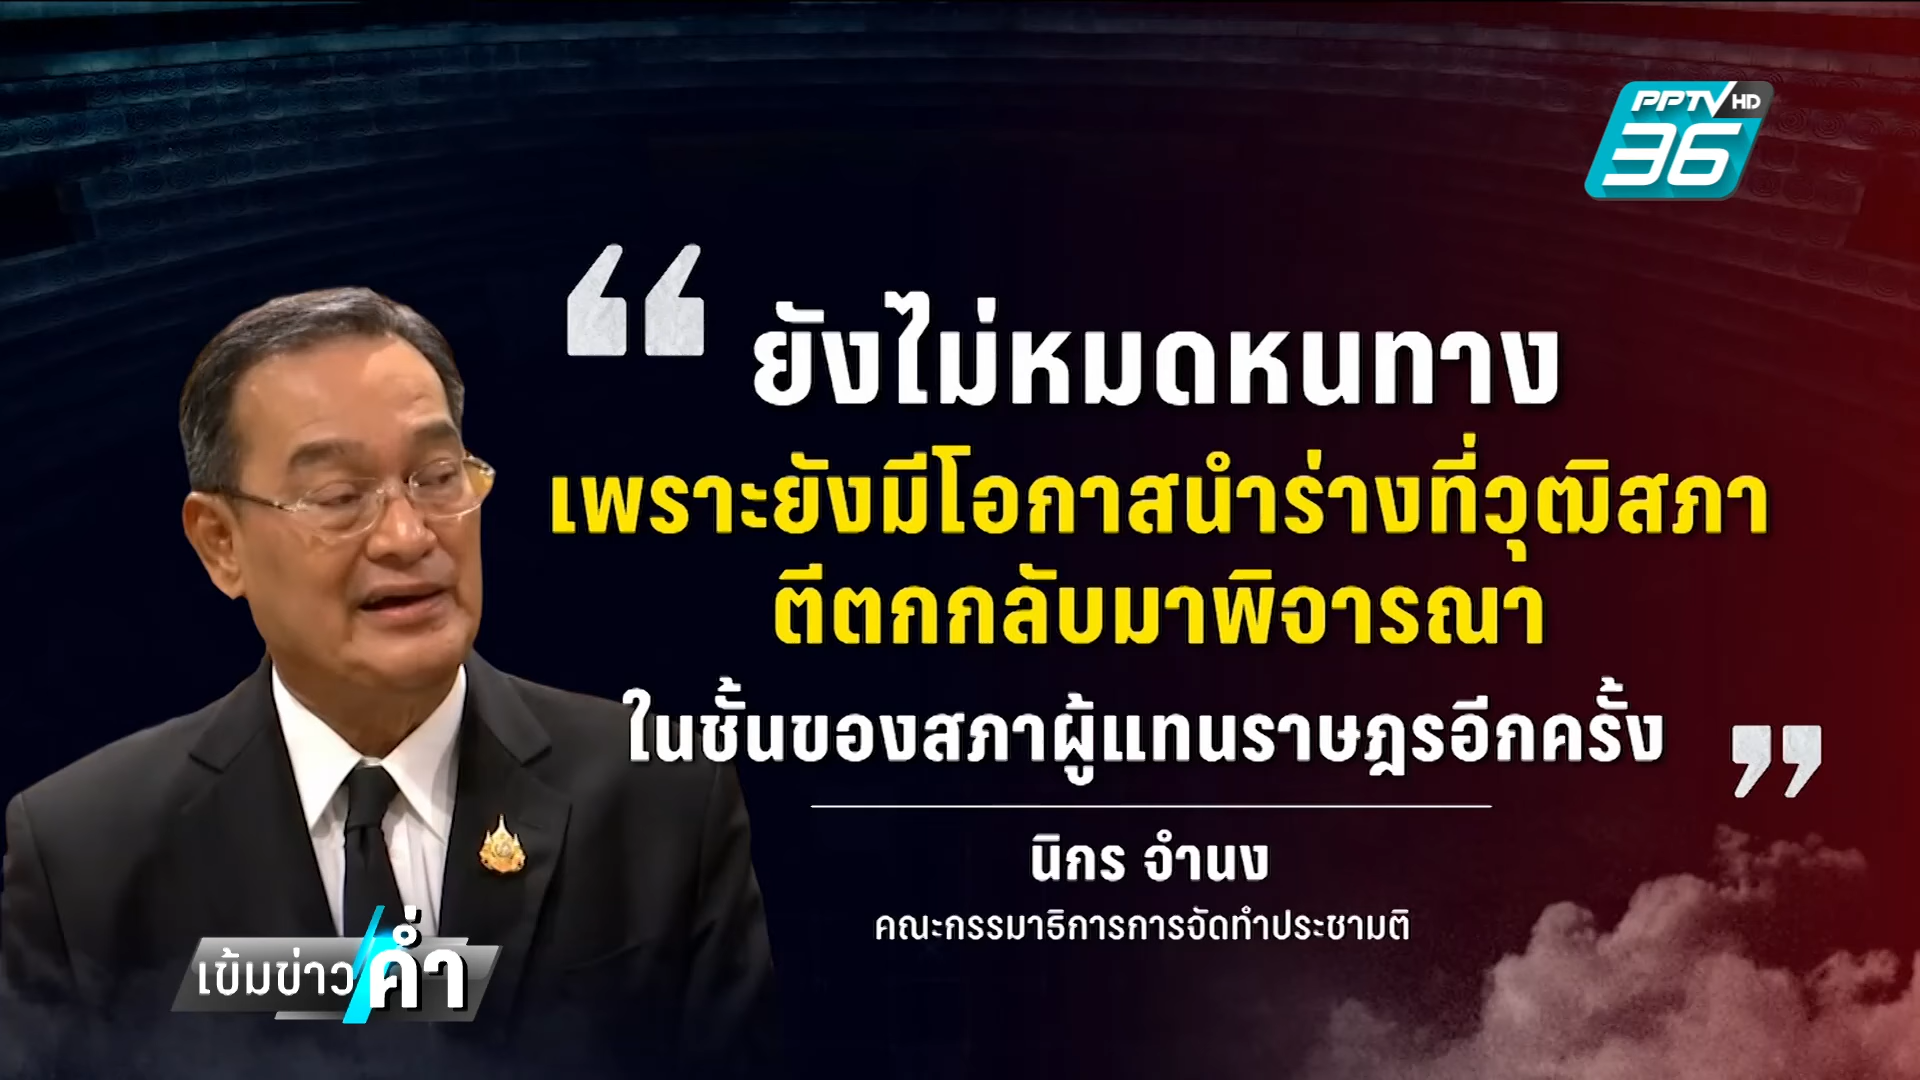 PPTV HD
36
“ ยังไม่หมดหนทาง
เพราะยังมีโอกาสนำร่างที่วุฒิสภา
ตีตกกลับมาพิจารณา
ในชั้นของสภาผู้แทนราษฎรอีกครั้ง ”
นิกร จำนง
คณะกรรมาธิการการจัดทำประชามติ
เข้มข่าวค่ำ